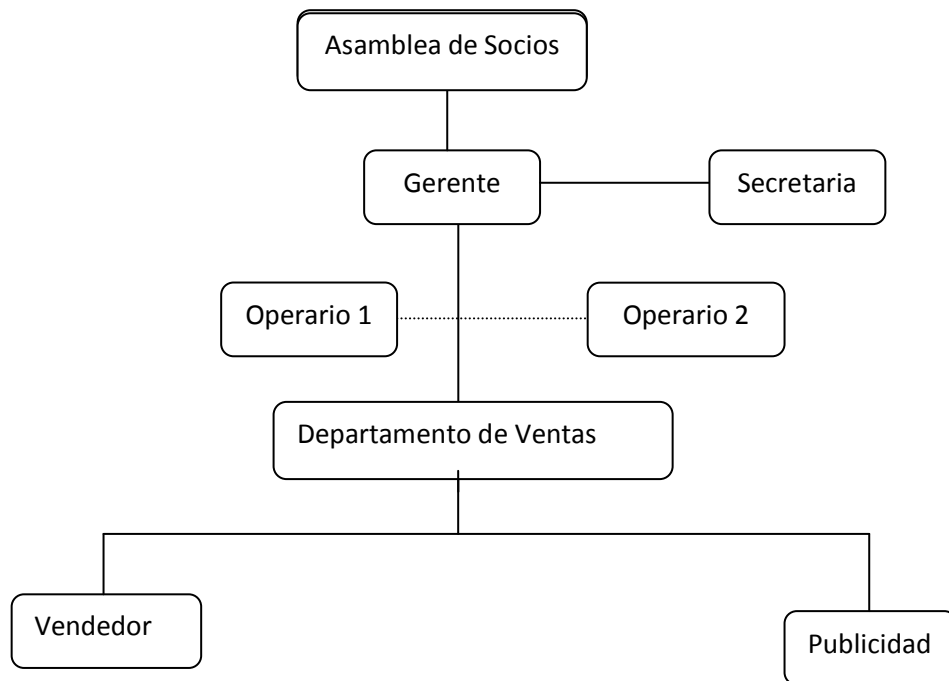 Asamblea de Socios
Gerente
Secretaria
Operario 1
Operario 2
Departamento de Ventas
Vendedor
Publicidad